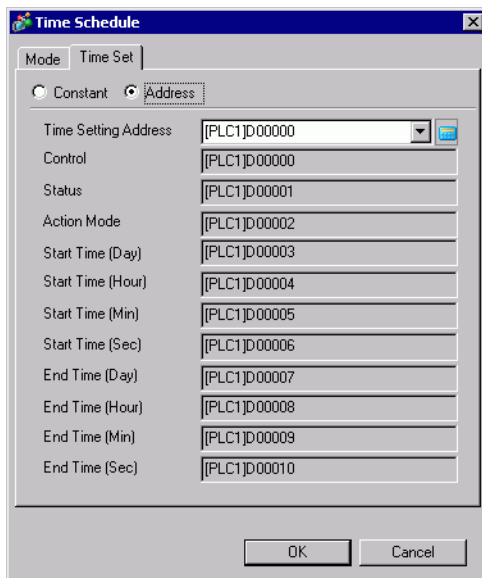 Time Schedule
Mode Time Set
Constant Address
Time Setting Address [PLC1]D00000
Control [PLC1]D00000
Status [PLC1]D00001
Action Mode [PLC1]D00002
Start Time (Day) [PLC1]D00003
Start Time (Hour) [PLC1]D00004
Start Time (Min) [PLC1]D00005
Start Time (Sec) [PLC1]D00006
End Time (Day) [PLC1]D00007
End Time (Hour) [PLC1]D00008
End Time (Min) [PLC1]D00009
End Time (Sec) [PLC1]D00010
OK Cancel